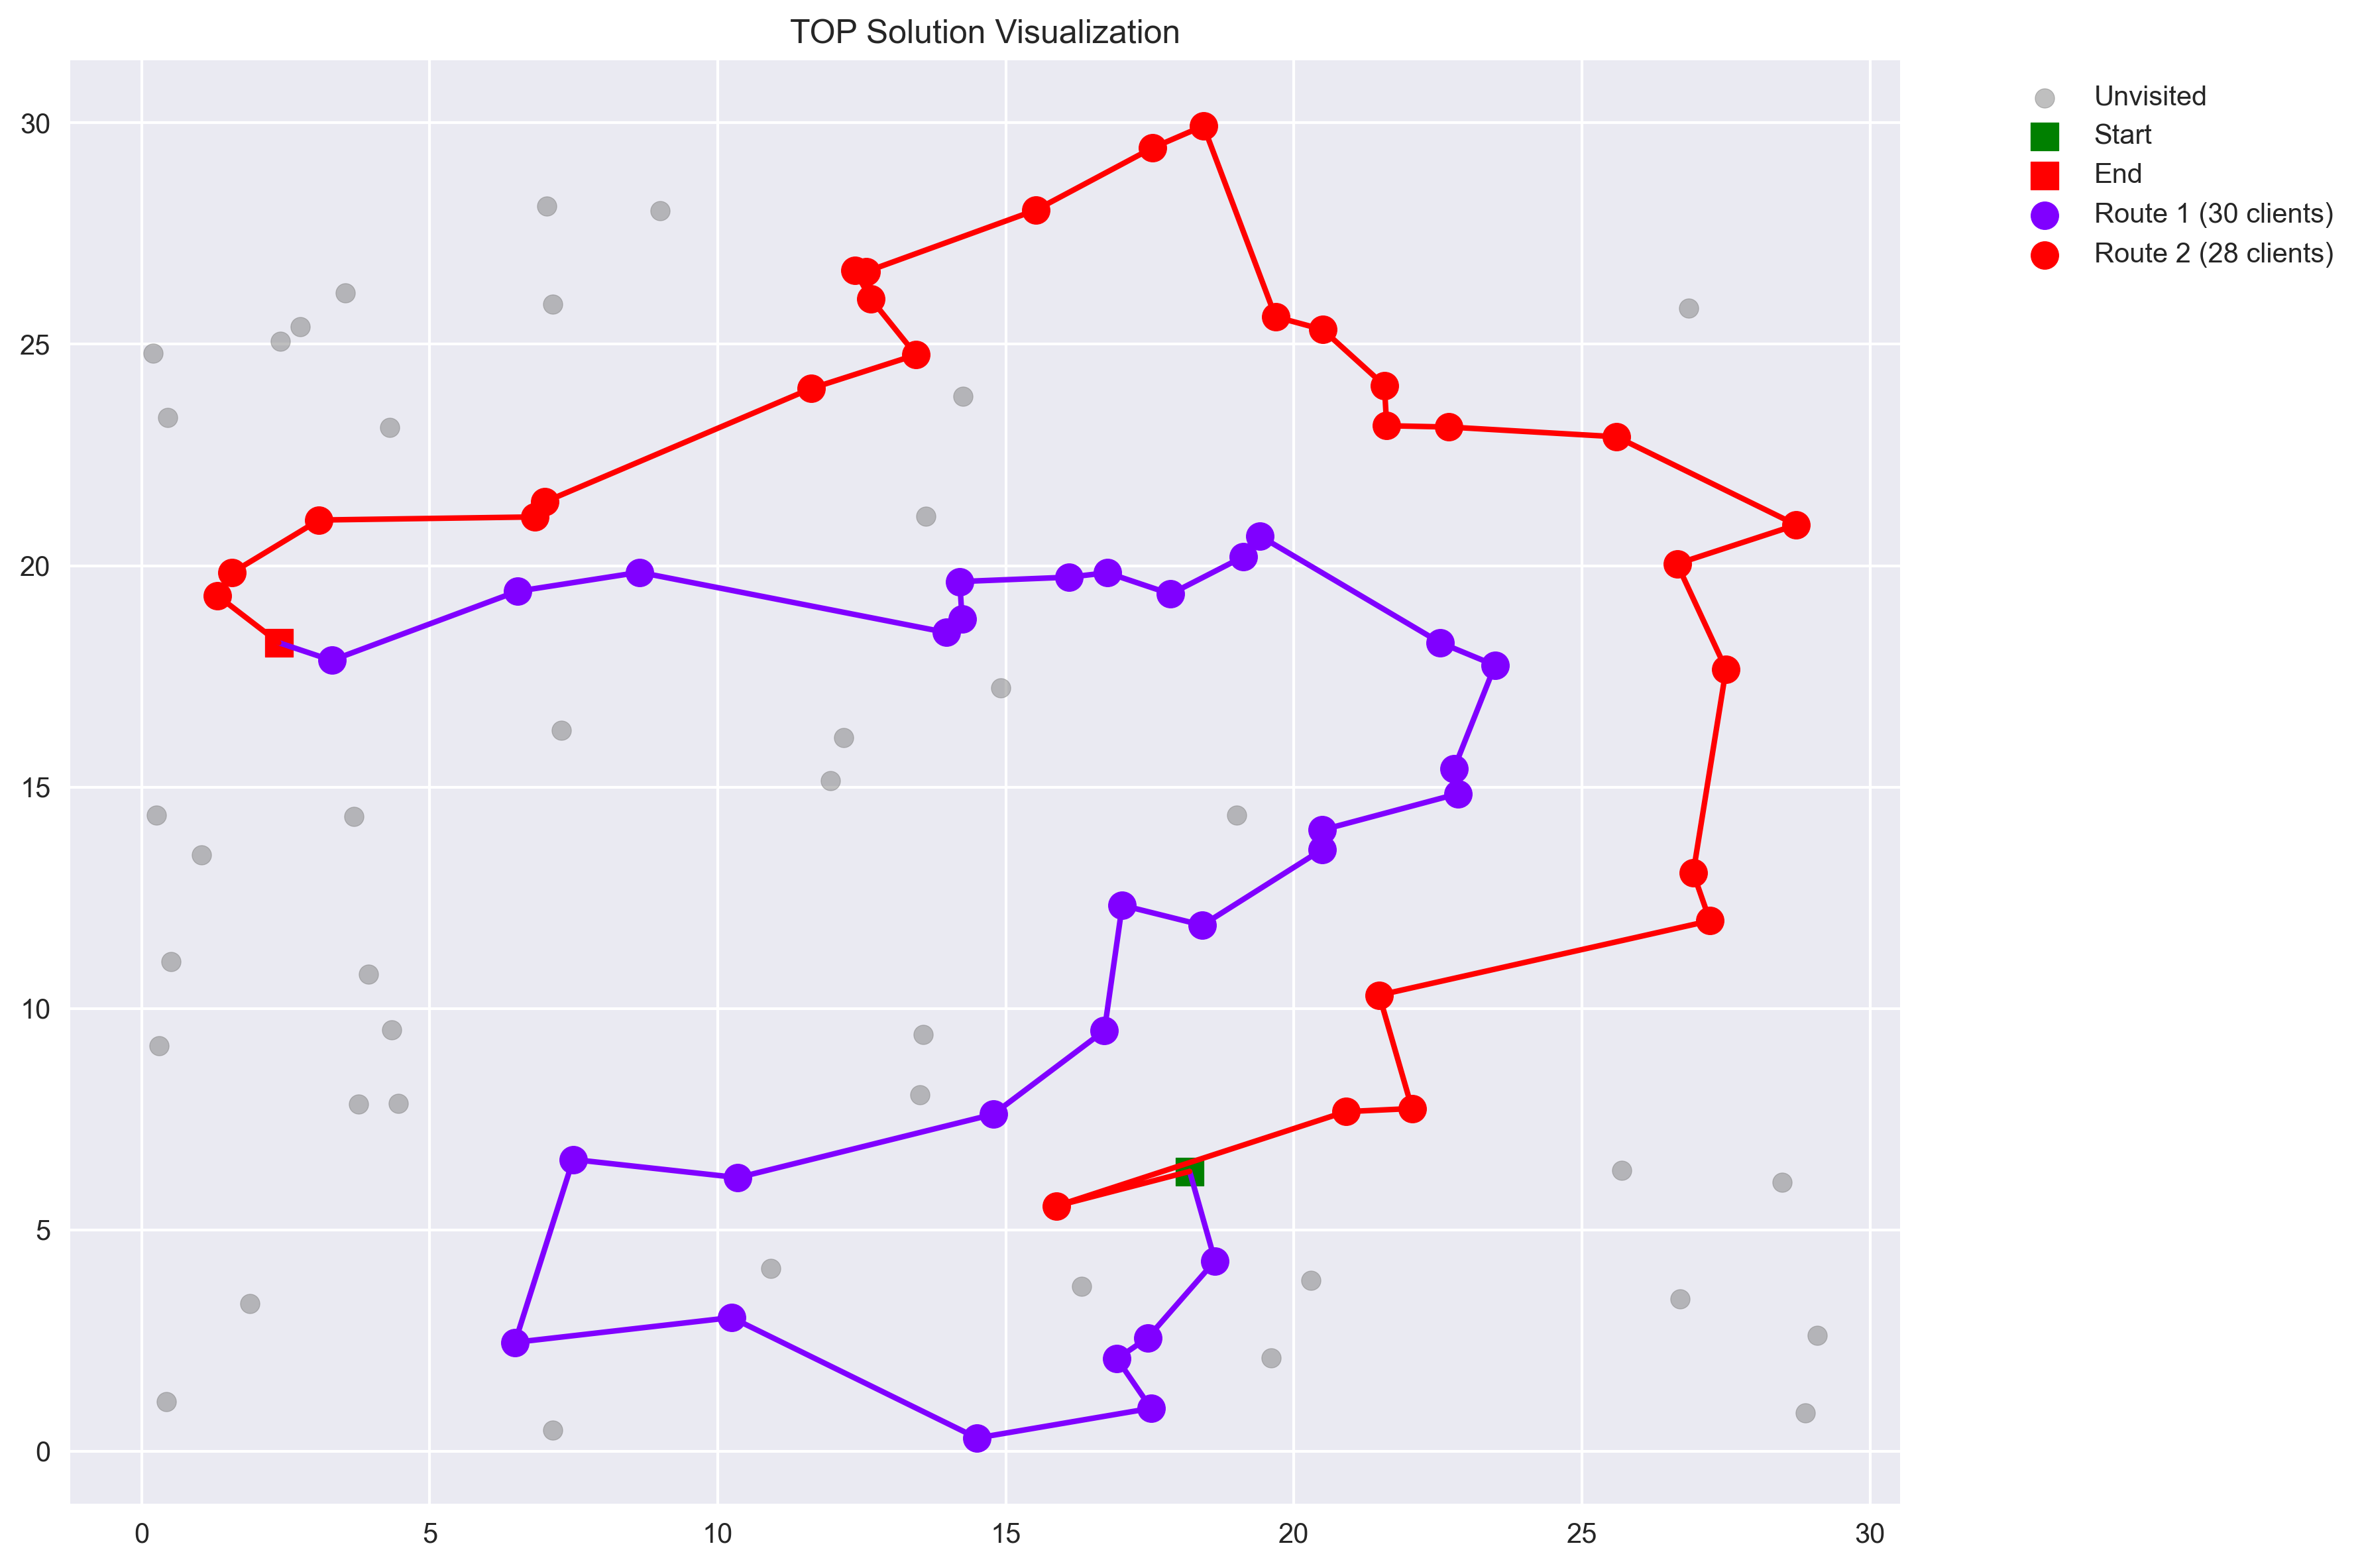 TOP Solution Visualization
Unvisited
Start
End
Route 1 (30 clients)
Route 2 (28 clients)
30
25
20
15
10
5
0
0 5 10 15 20 25 30